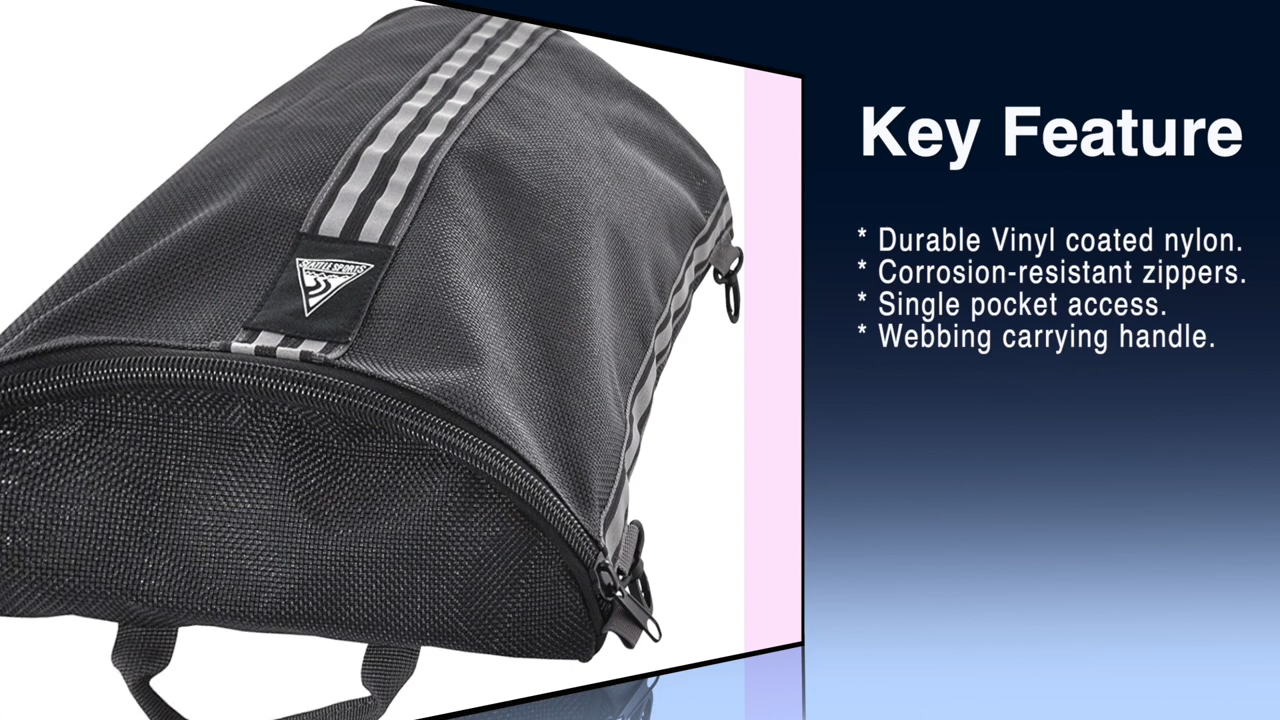 SEATTLE SPORTS
Key Feature
* Durable Vinyl coated nylon.
* Corrosion-resistant zippers.
* Single pocket access.
* Webbing carrying handle.